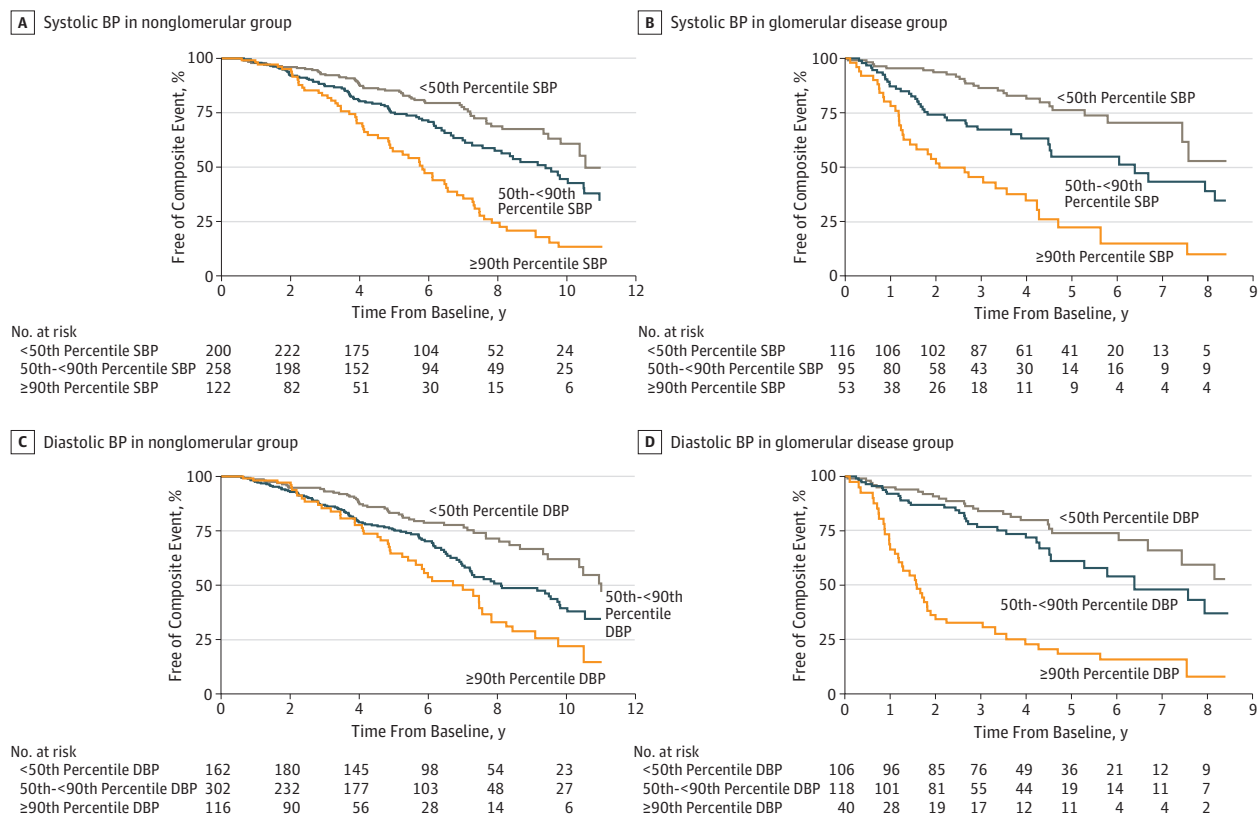 A Systolic BP in nonglomerular group
Free of Composite Event, %
100
75
50
25
0
<50th Percentile SBP
50th-<90th
Percentile SBP
≥90th Percentile SBP
0 2 4 6 8 10 12
Time From Baseline, y
No. at risk
<50th Percentile SBP 200 222 175 104 52 24
50th-<90th Percentile SBP 258 198 152 94 49 25
≥90th Percentile SBP 122 82 51 30 15 6
B Systolic BP in glomerular disease group
Free of Composite Event, %
100
75
50
25
0
<50th Percentile SBP
50th-<90th
Percentile SBP
≥90th Percentile SBP
0 1 2 3 4 5 6 7 8 9
Time From Baseline, y
No. at risk
<50th Percentile SBP 116 106 102 87 61 41 20 13 5
50th-<90th Percentile SBP 95 80 58 43 30 14 16 9 9
≥90th Percentile SBP 53 38 26 18 11 9 4 4 4
C Diastolic BP in nonglomerular group
Free of Composite Event, %
100
75
50
25
0
<50th Percentile DBP
50th-<90th
Percentile
DBP
≥90th Percentile DBP
0 2 4 6 8 10 12
Time From Baseline, y
No. at risk
<50th Percentile DBP 162 180 145 98 54 23
50th-<90th Percentile DBP 302 232 177 103 48 27
≥90th Percentile DBP 116 90 56 28 14 6
D Diastolic BP in glomerular disease group
Free of Composite Event, %
100
75
50
25
0
<50th Percentile DBP
50th-<90th Percentile DBP
≥90th Percentile DBP
0 1 2 3 4 5 6 7 8 9
Time From Baseline, y
No. at risk
<50th Percentile DBP 106 96 85 76 49 36 21 12 9
50th-<90th Percentile DBP 118 101 81 55 44 19 14 11 7
≥90th Percentile DBP 40 28 19 17 12 11 4 4 2